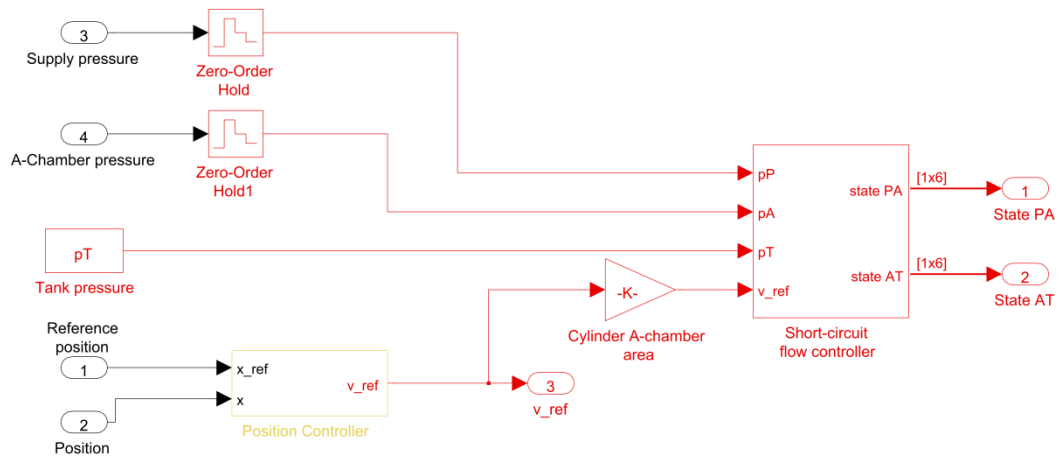 3
Supply pressure
Zero-Order
Hold
4
A-Chamber pressure
Zero-Order
Hold1
pT
Tank pressure
Reference
position
1
2
Position
x_ref
x
v_ref
Position Controller
3
v_ref
-K-
Cylinder A-chamber
area
pP
pA
pT
v_ref
state PA
state AT
Short-circuit
flow controller
[1x6]
1
State PA
[1x6]
2
State AT